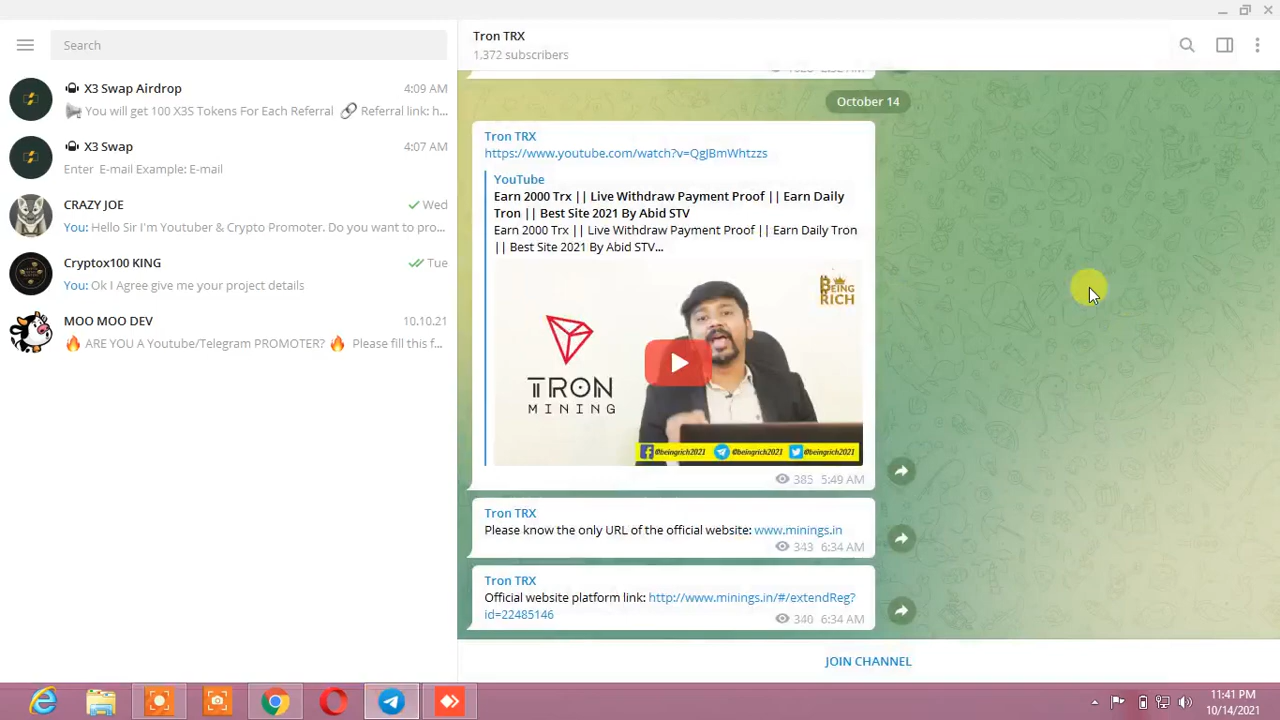 Search
X3 Swap Airdrop
4:09 AM
You will get 100 X3S Tokens For Each Referral 🔗 Referral link: h...
X3 Swap
4:07 AM
Enter E-mail Example: E-mail
CRAZY JOE
Wed
You: Hello Sir I'm Youtuber & Crypto Promoter. Do you want to pro...
Cryptox100 KING
Tue
You: Ok I Agree give me your project details
MOO MOO DEV
10.10.21
🔥 ARE YOU A Youtube/Telegram PROMOTER? 🔥 Please fill this f...
Tron TRX
1,372 subscribers
October 14
Tron TRX
https://www.youtube.com/watch?v=QgJBmWhtzzs
YouTube
Earn 2000 Trx || Live Withdraw Payment Proof || Earn Daily
Tron || Best Site 2021 By Abid STV
Earn 2000 Trx || Live Withdraw Payment Proof || Earn Daily Tron
|| Best Site 2021 By Abid STV...
BEING
RICH
TRON
MINING
@beingrich2021 @beingrich2021 @beingrich2021
385 5:49 AM
Tron TRX
Please know the only URL of the official website: www.minings.in
343 6:34 AM
Tron TRX
Official website platform link: http://www.minings.in/#/extendReg?
id=22485146
340 6:34 AM
JOIN CHANNEL
11:41 PM
10/14/2021